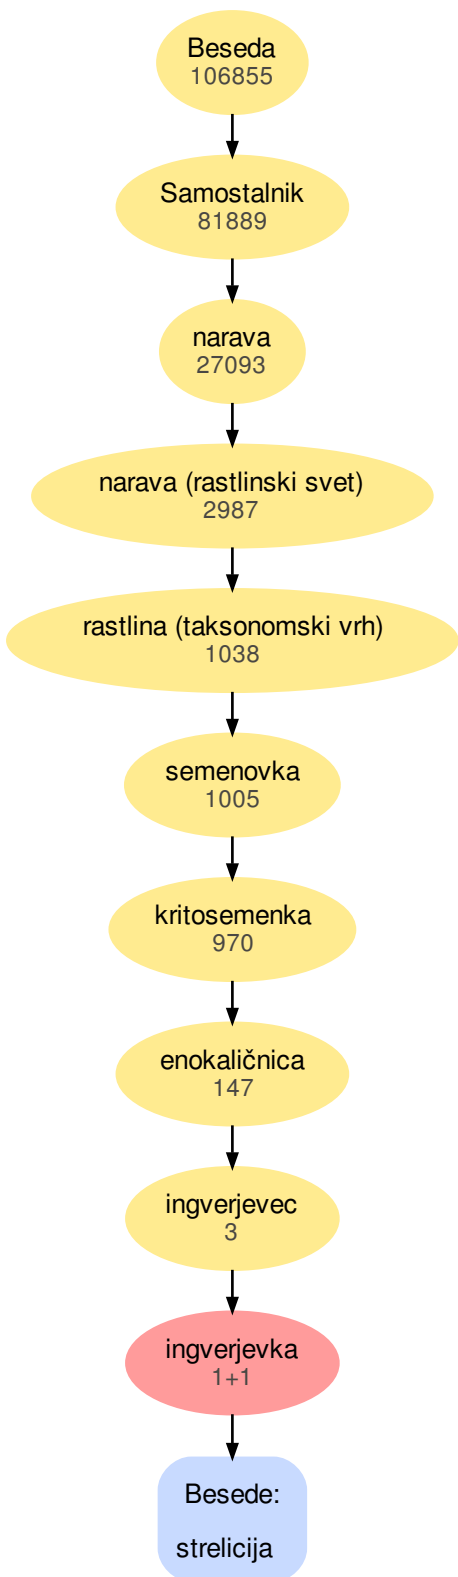 Beseda
106855
Samostalnik
81889
narava
27093
narava (rastlinski svet)
2987
rastlina (taksonomski vrh)
1038
semenovka
1005
kritosemenka
970
enokaličnica
147
ingverjevec
3
ingverjevka
1+1
Besede:
strelicija